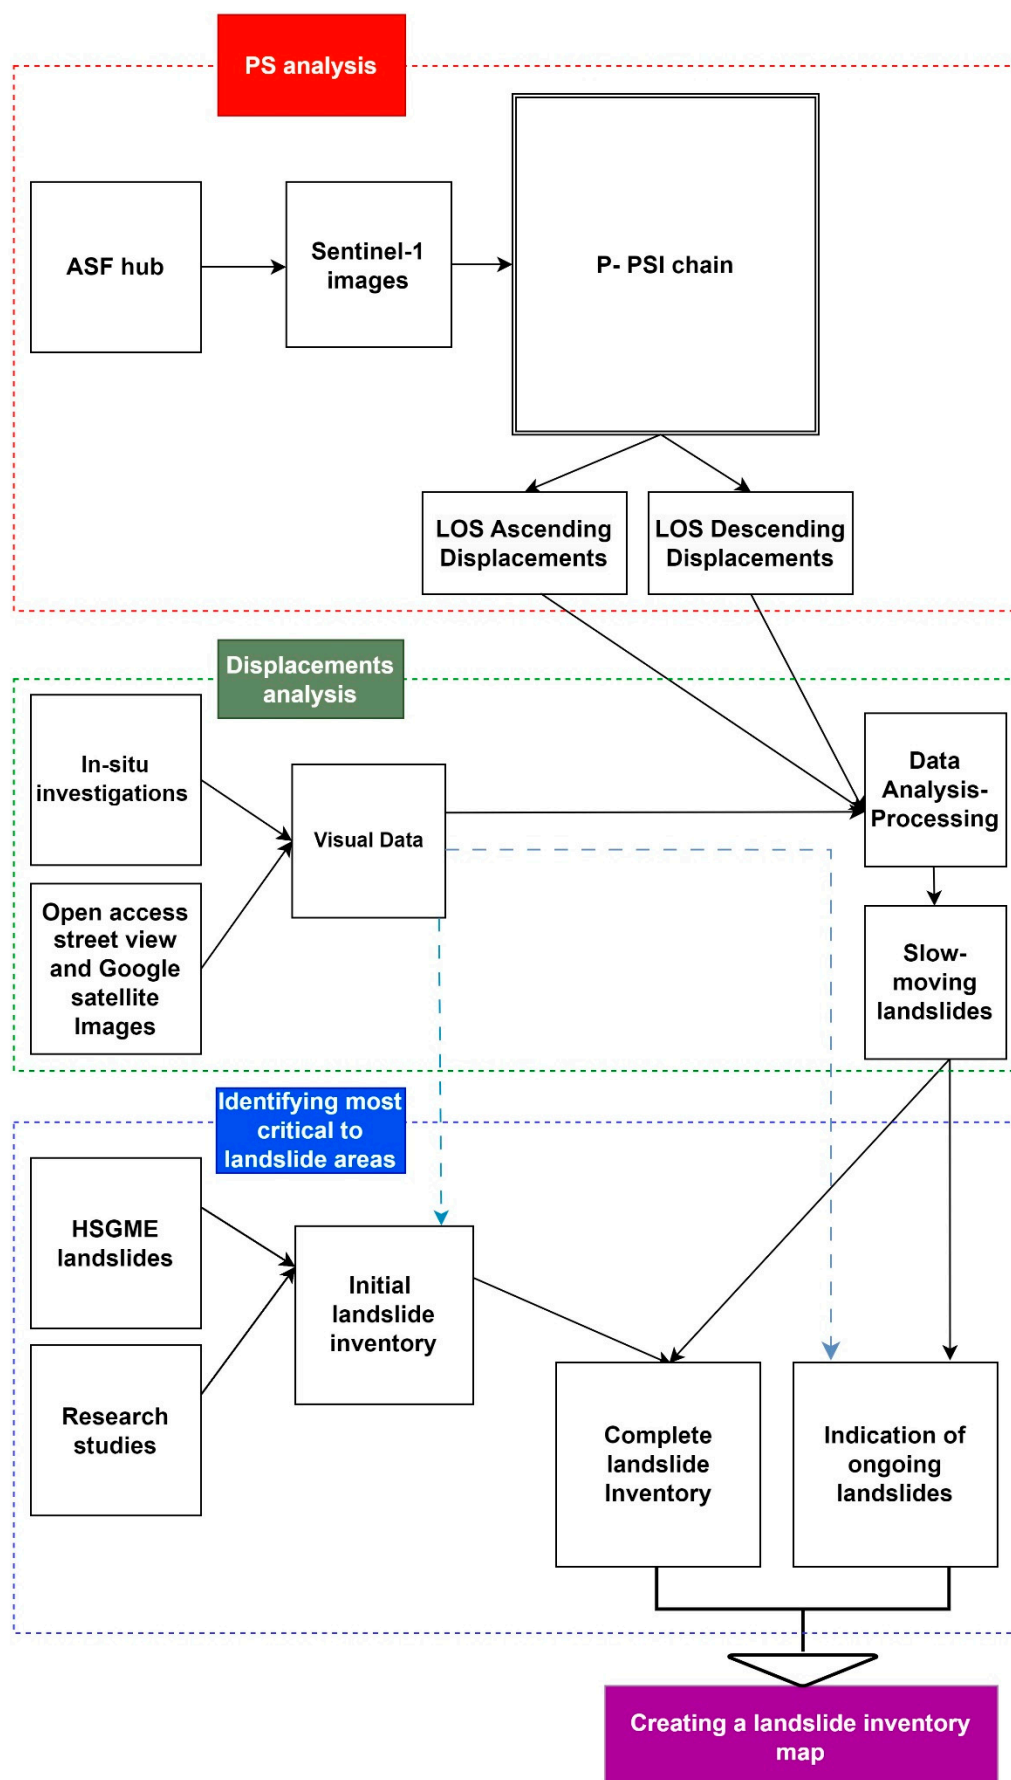 PS analysis
ASF hub
Sentinel-1
images
P- PSI chain
LOS Ascending
Displacements
LOS Descending
Displacements
Displacements
analysis
In-situ
investigations
Visual Data
Data
Analysis-
Processing
Open access
street view
and Google
satellite
Images
Slow-
moving
landslides
Identifying most
critical to
landslide areas
HSGME
landslides
Initial
landslide
inventory
Research
studies
Complete
landslide
Inventory
Indication of
ongoing
landslides
Creating a landslide inventory
map